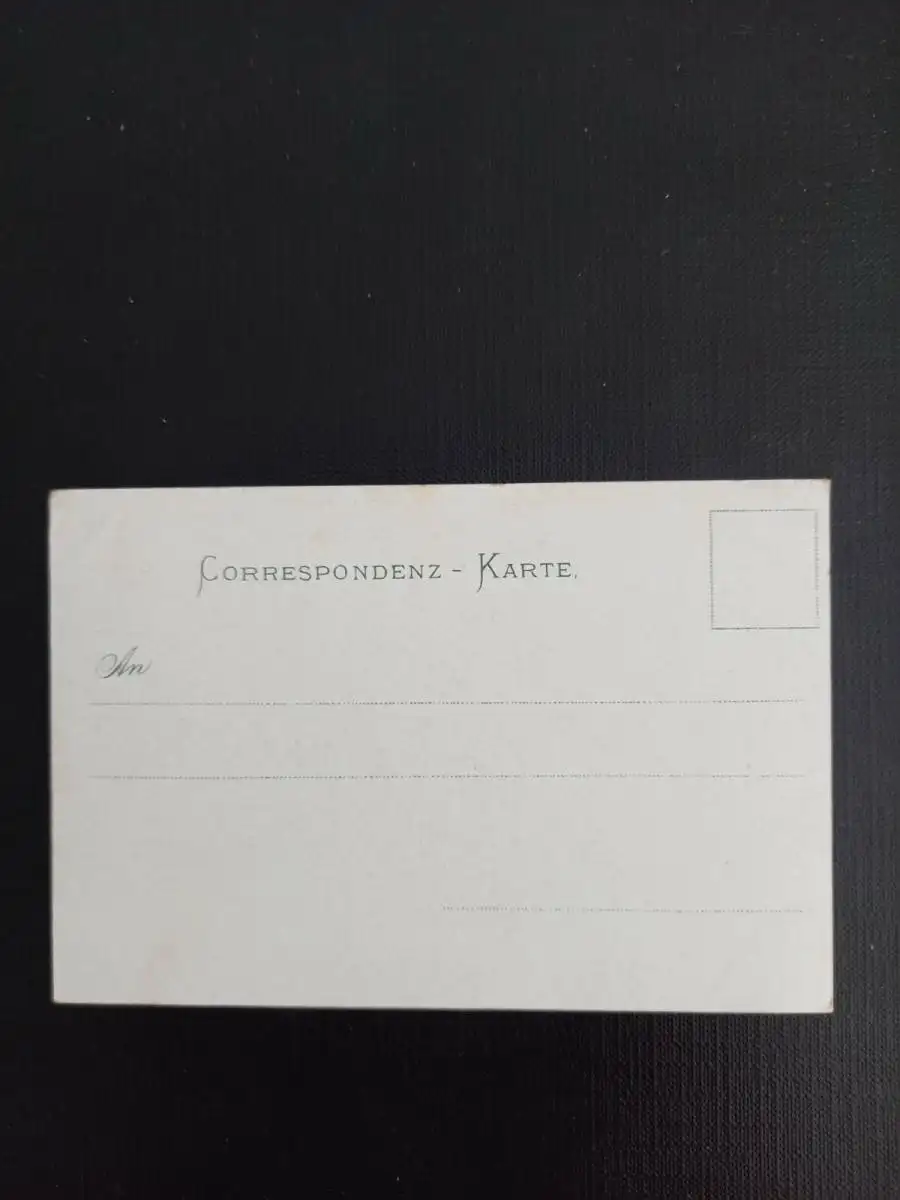 Correspondenz - Karte.
An